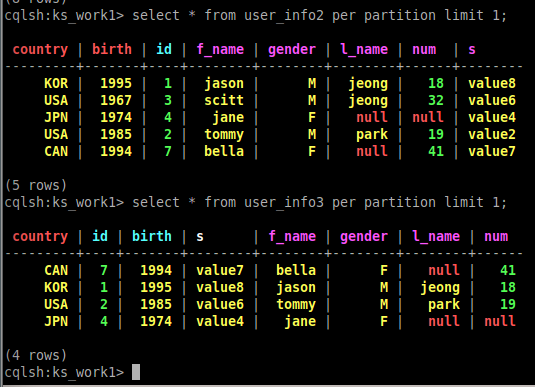 (8 rows)
cqlsh:ks_work1> select * from user_info2 per partition limit 1;
 country | birth | id | f_name | gender | l_name | num  | s
---------+-------+----+--------+--------+--------+------+--------
     KOR |  1995 |  1 |  jason |      M |  jeong |   18 | value8
     USA |  1967 |  3 |  scitt |      M |  jeong |   32 | value6
     JPN |  1974 |  4 |   jane |      F |   null | null | value4
     USA |  1985 |  2 |  tommy |      M |   park |   19 | value2
     CAN |  1994 |  7 |  bella |      F |   null |   41 | value7
(5 rows)
cqlsh:ks_work1> select * from user_info3 per partition limit 1;
 country | id | birth | s      | f_name | gender | l_name | num
---------+----+-------+--------+--------+--------+--------+------
     CAN |  7 |  1994 | value7 |  bella |      F |   null |   41
     KOR |  1 |  1995 | value8 |  jason |      M |  jeong |   18
     USA |  2 |  1985 | value6 |  tommy |      M |   park |   19
     JPN |  4 |  1974 | value4 |   jane |      F |   null | null
(4 rows)
cqlsh:ks_work1>